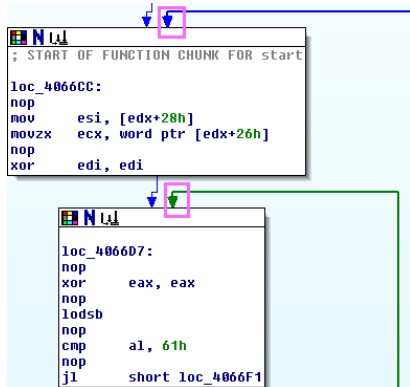 N
; START OF FUNCTION CHUNK FOR start
loc_4066CC:
nop
mov     esi, [edx+28h]
movzx   ecx, word ptr [edx+26h]
nop
xor     edi, edi
N
loc_4066D7:
nop
xor     eax, eax
nop
lodsb
nop
cmp     al, 61h
nop
jl      short loc_4066F1